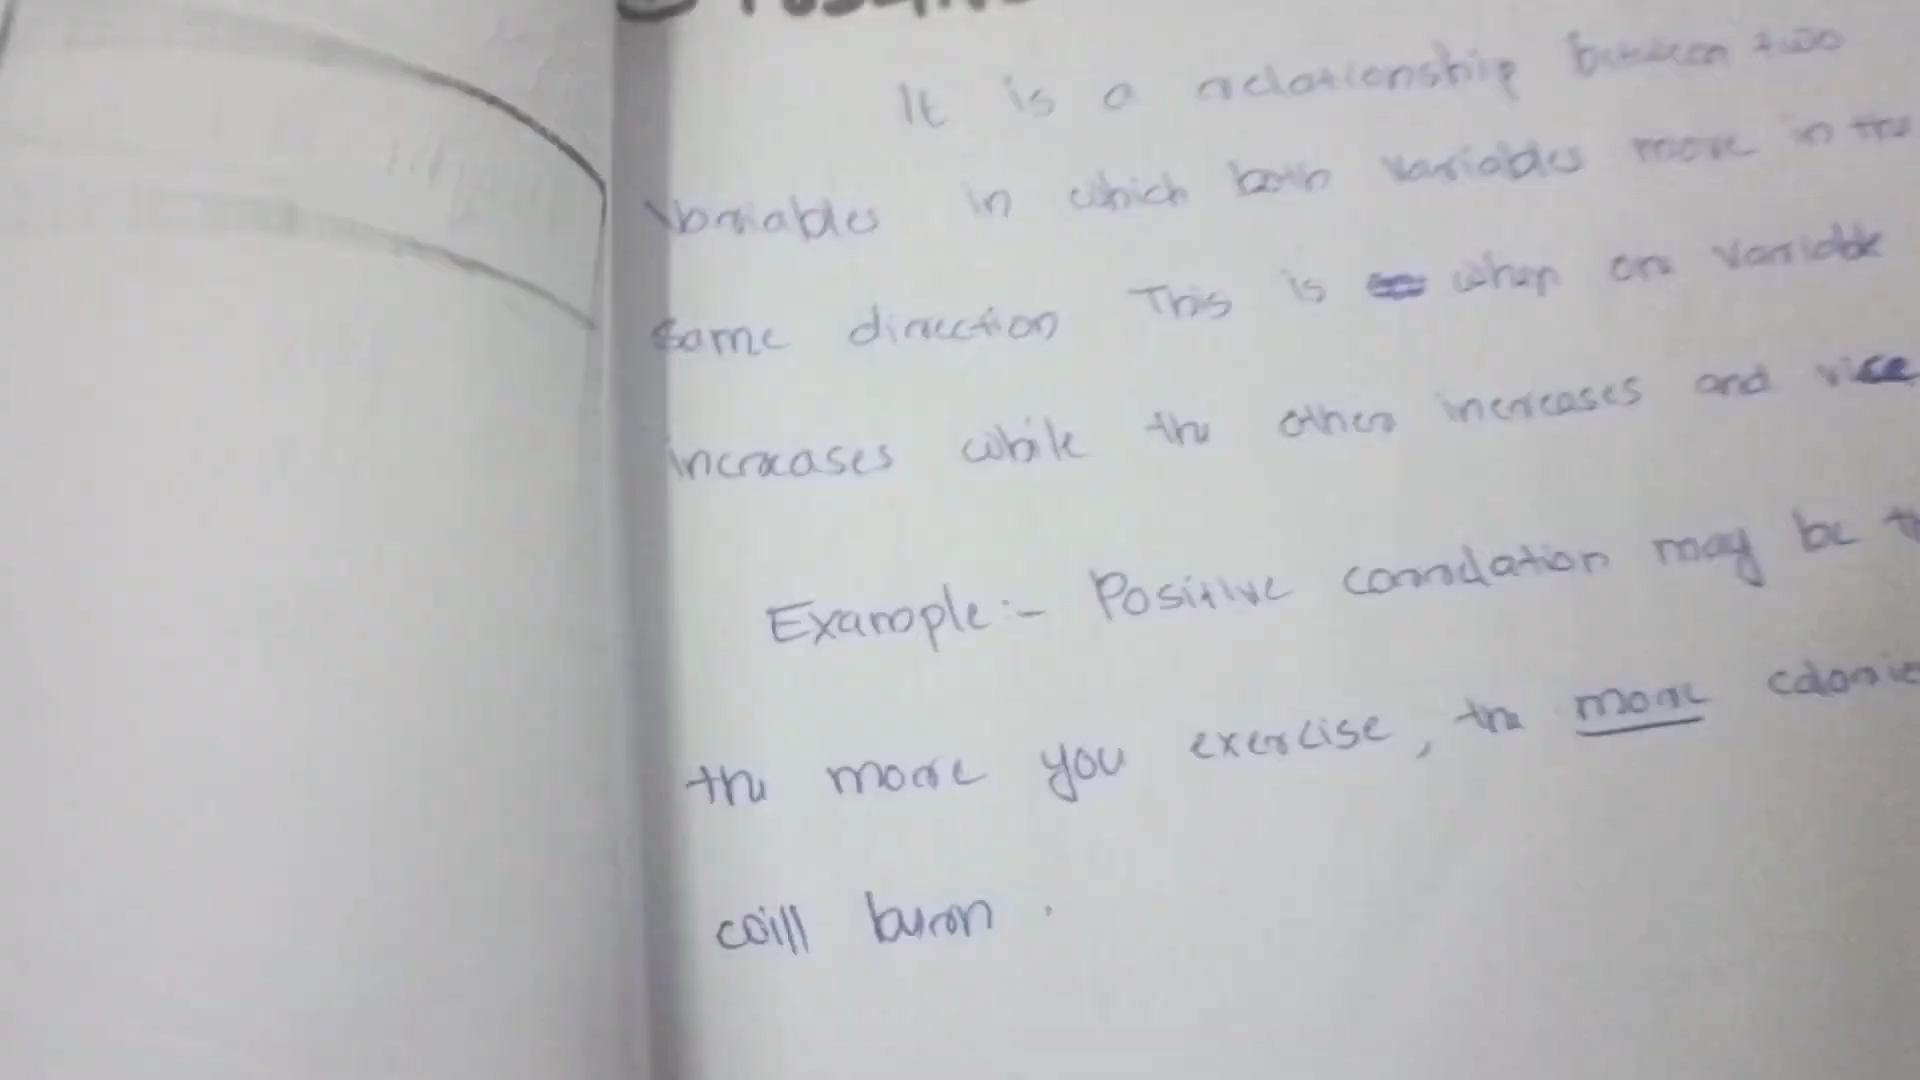 It is a relationship between two
variables in which both variables move in the
same direction This is when one variable
increases while the other increases and vice
Example:- Positive correlation may be
the more you exercise, the more calorie
will burn.